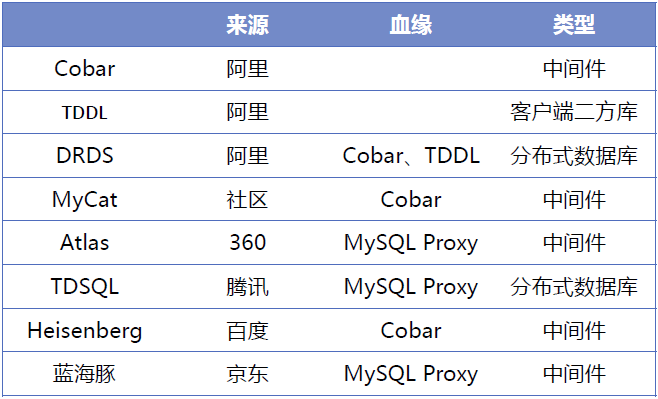 来源 血缘 类型
Cobar 阿里 中间件
TDDL 阿里 客户端二方库
DRDS 阿里 Cobar、TDDL 分布式数据库
MyCat 社区 Cobar 中间件
Atlas 360 MySQL Proxy 中间件
TDSQL 腾讯 MySQL Proxy 分布式数据库
Heisenberg 百度 Cobar 中间件
蓝海豚 京东 MySQL Proxy 中间件